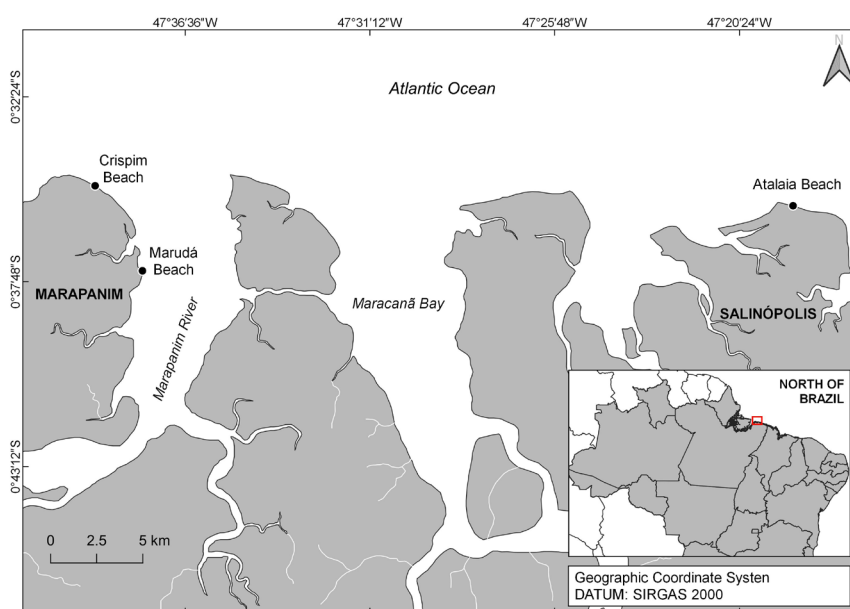 47°36'36"W
47°31'12"W
47°25'48"W
47°20'24"W
N
Atlantic Ocean
0°32'24"S
Crispim
Beach
Atalaia Beach
Marudá
Beach
0°37'48"S
MARAPANIM
Maracanã Bay
SALINÓPOLIS
Marapanim River
NORTH OF
BRAZIL
0°43'12"S
0 2.5 5 km
Geographic Coordinate Systen
DATUM: SIRGAS 2000